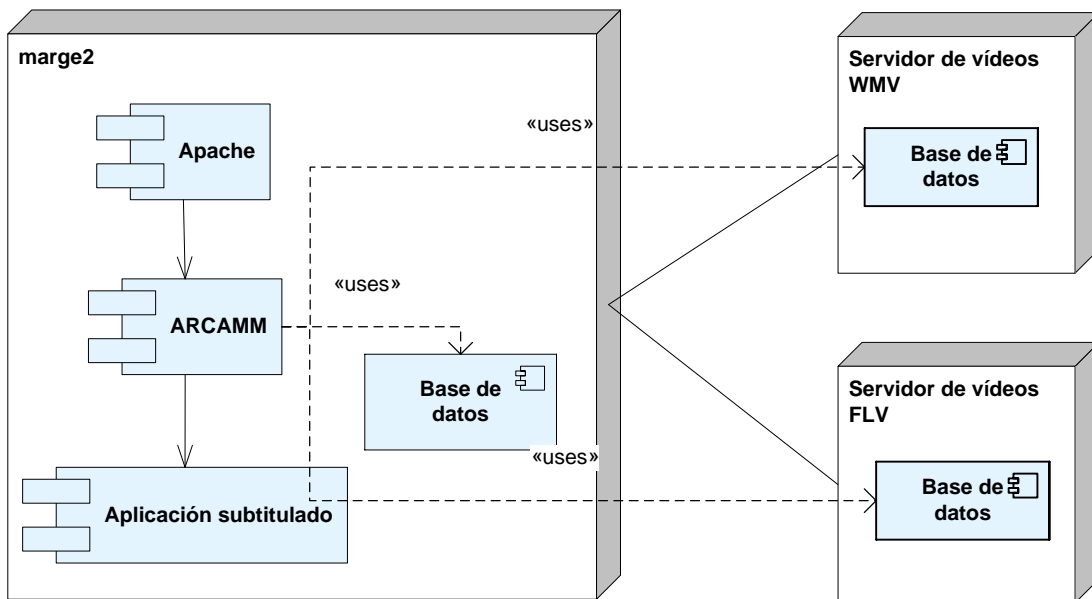 marge2
Apache
«uses»
ARCAMM
«uses»
Base de
datos
«uses»
Aplicación subtitulado
Servidor de vídeos
WMV
Base de
datos
Servidor de vídeos
FLV
Base de
datos